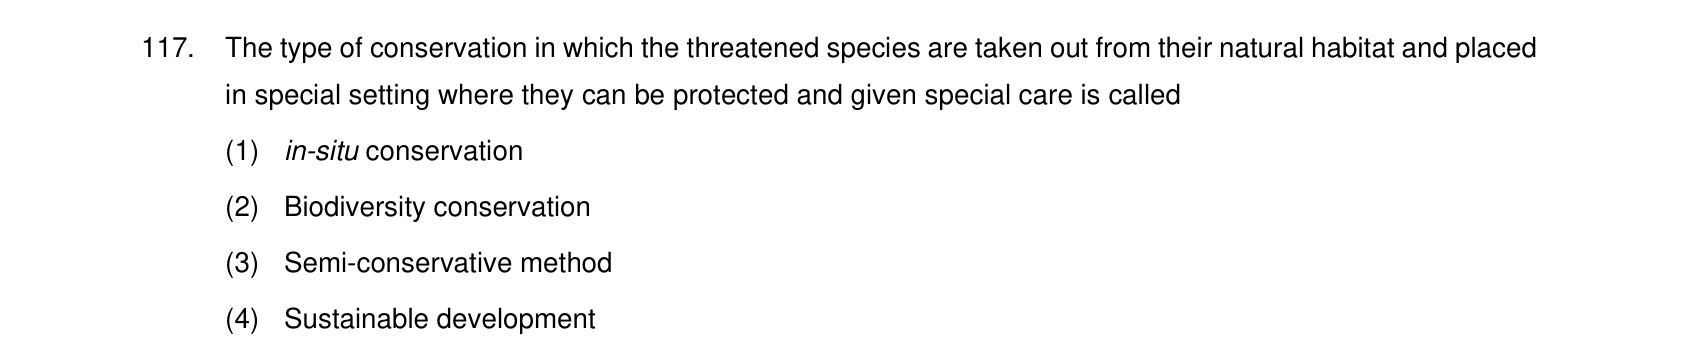 117. The type of conservation in which the threatened species are taken out from their natural habitat and placed
in special setting where they can be protected and given special care is called
(1) in-situ conservation
(2) Biodiversity conservation
(3) Semi-conservative method
(4) Sustainable development